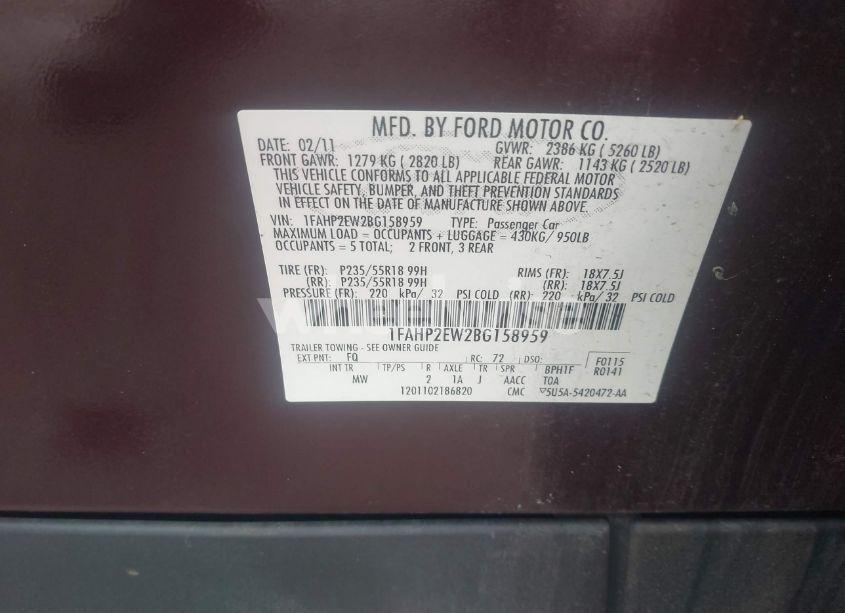 MFD. BY FORD MOTOR CO.
DATE: 02/11 GVWR: 2386 KG ( 5260 LB)
FRONT GAWR: 1279 KG ( 2820 LB) REAR GAWR: 1143 KG ( 2520 LB)
THIS VEHICLE CONFORMS TO ALL APPLICABLE FEDERAL MOTOR
VEHICLE SAFETY, BUMPER, AND THEFT PREVENTION STANDARDS
IN EFFECT ON THE DATE OF MANUFACTURE SHOWN ABOVE.
VIN: 1FAHP2EW2BG158959 TYPE: Passenger Car
MAXIMUM LOAD = OCCUPANTS + LUGGAGE = 430KG/ 950LB
OCCUPANTS = 5 TOTAL; 2 FRONT, 3 REAR
TIRE (FR): P235/55R18 99H RIMS (FR): 18X7.5J
(RR): P235/55R18 99H (RR): 18X7.5J
PRESSURE (FR): 220 kPa/ 32 PSI COLD (RR): 220 kPa/ 32 PSI COLD
1FAHP2EW2BG158959
TRAILER TOWING - SEE OWNER GUIDE
EXT PNT: FQ RC: 72 DSO: F0115
INT TR TP/PS R AXLE TR SPR BPH1F R0141
MW 2 1A J AACC TOA
1201102186820 CMC ▽5U5A-5420472-AA